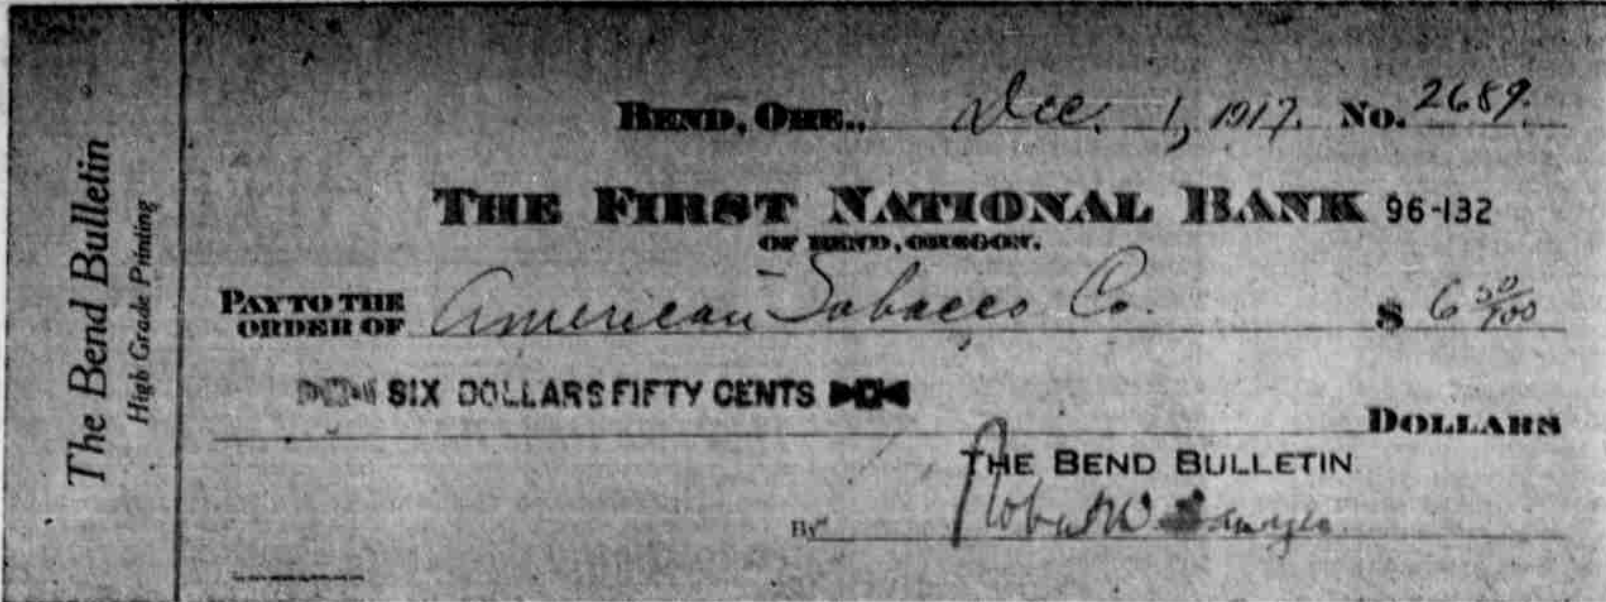 The Bend Bulletin
High Grade Printing
BEND, ORE., Dec. 1, 1917. No. 2689.
THE FIRST NATIONAL BANK 96-132
OF BEND, OREGON.
PAY TO THE ORDER OF American Tobacco Co. $ 6 50/100
SIX DOLLARS FIFTY CENTS
DOLLARS
THE BEND BULLETIN
By Robert W. Sawyer